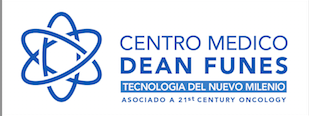 CENTRO MEDICO
DEAN FUNES
TECNOLOGIA DEL NUEVO MILENIO
ASOCIADO A 21st CENTURY ONCOLOGY